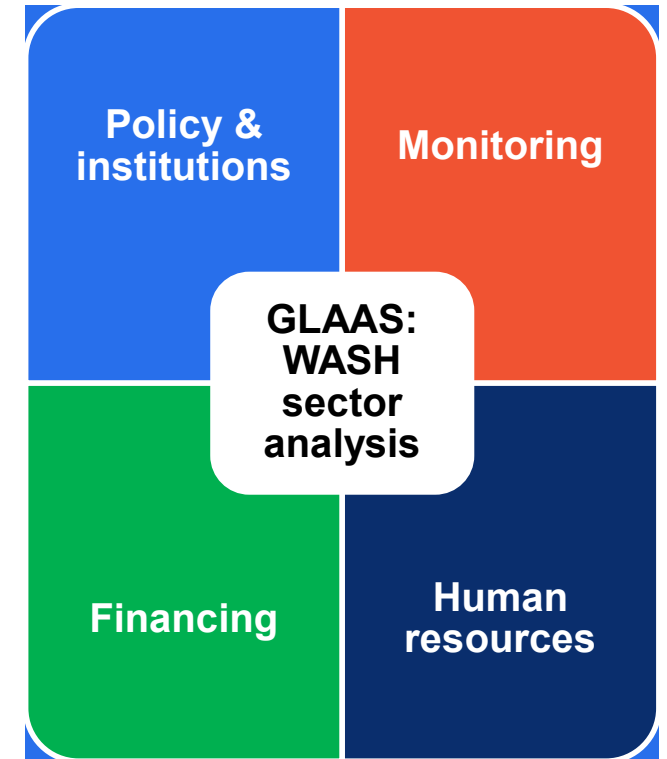 Policy &
institutions
Monitoring
GLAAS:
WASH
sector
analysis
Financing
Human
resources